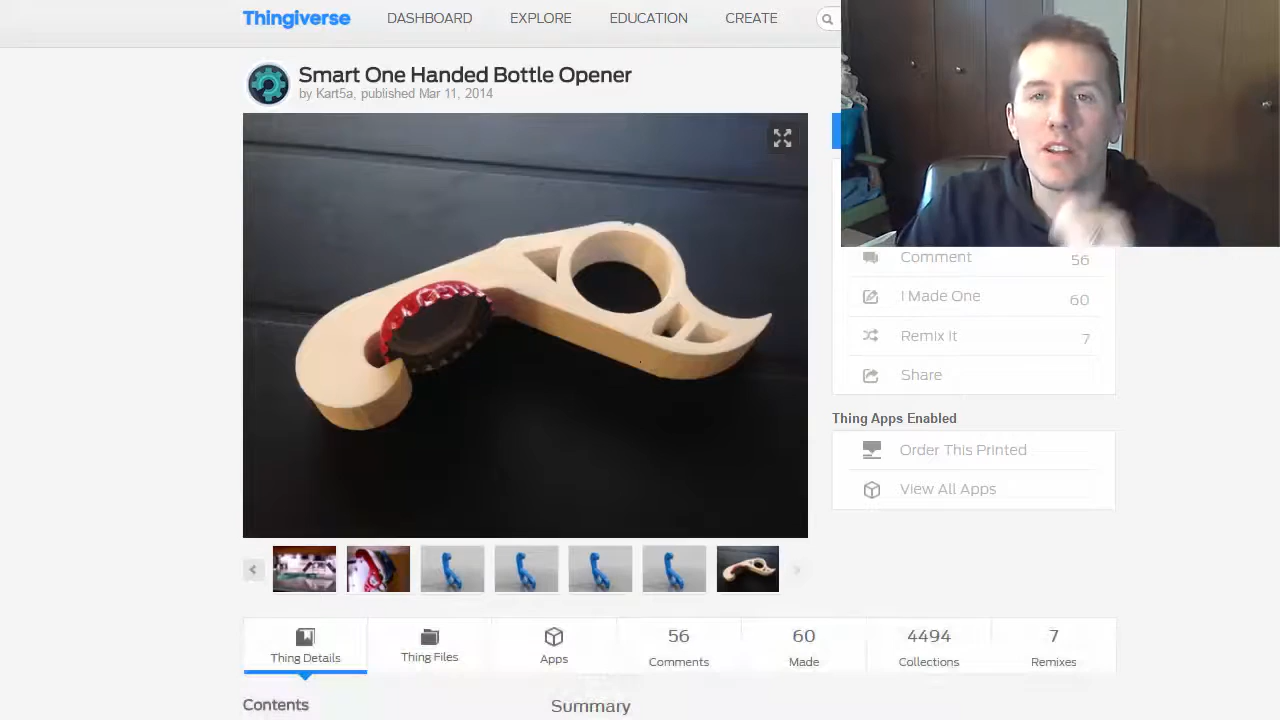 Thingiverse DASHBOARD EXPLORE EDUCATION CREATE
Smart One Handed Bottle Opener
by Kart5a, published Mar 11, 2014
Comment 56
I Made One 60
Remix it 7
Share
Thing Apps Enabled
Order This Printed
View All Apps
Thing Details
Thing Files
Apps
56
Comments
60
Made
4494
Collections
7
Remixes
Contents
Summary